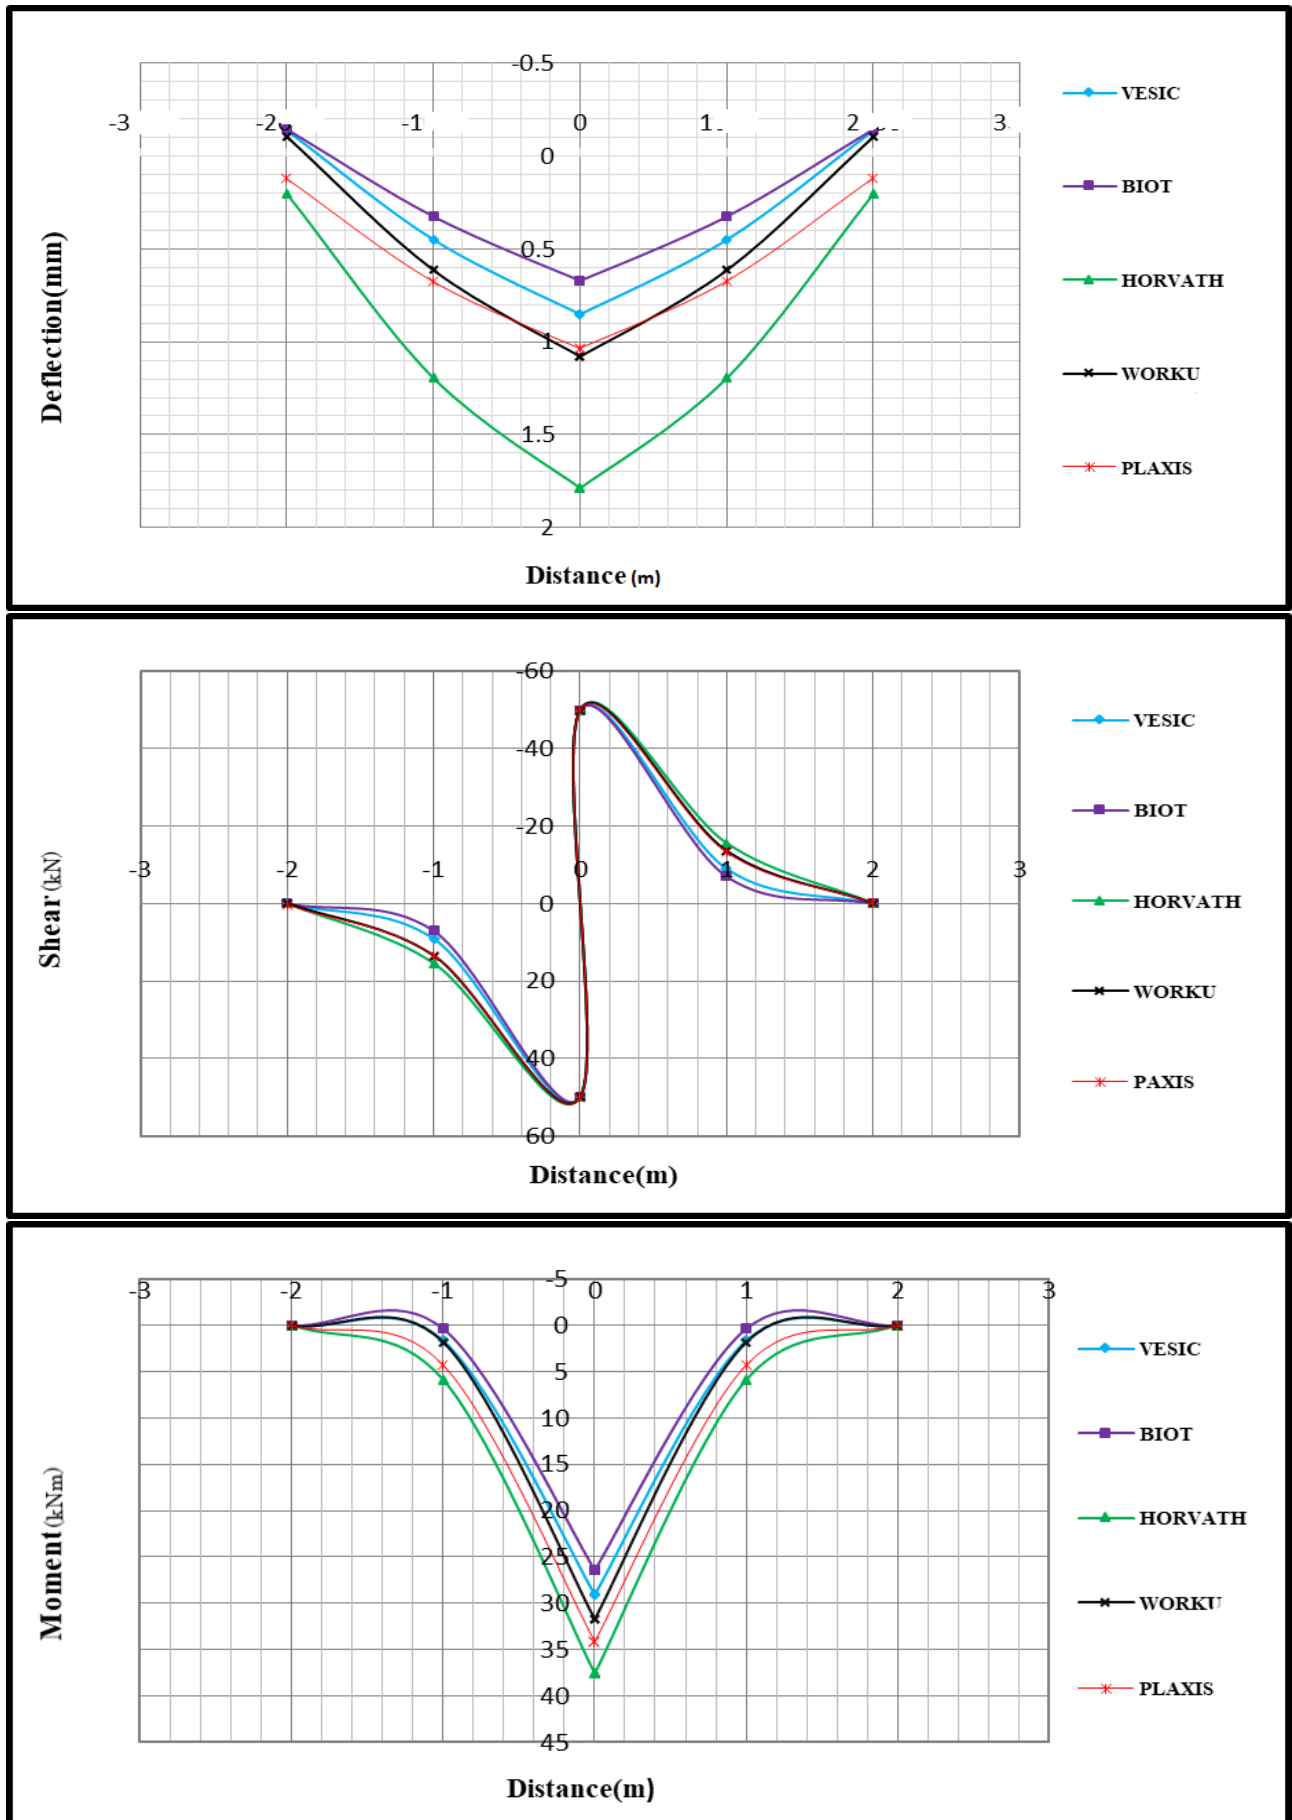 -0.5
-3 -2 -1 0 1 2 3
0
0.5
1
1.5
2
Deflection(mm)
Distance (m)
VESIC
BIOT
HORVATH
WORKU
PLAXIS
-60
-40
-20
-3 -2 -1 0 1 2 3
0
20
40
60
Shear(kN)
Distance(m)
VESIC
BIOT
HORVATH
WORKU
PAXIS
-5
-3 -2 -1 0 1 2 3
0
5
10
15
20
25
30
35
40
45
Moment(kNm)
Distance(m)
VESIC
BIOT
HORVATH
WORKU
PLAXIS